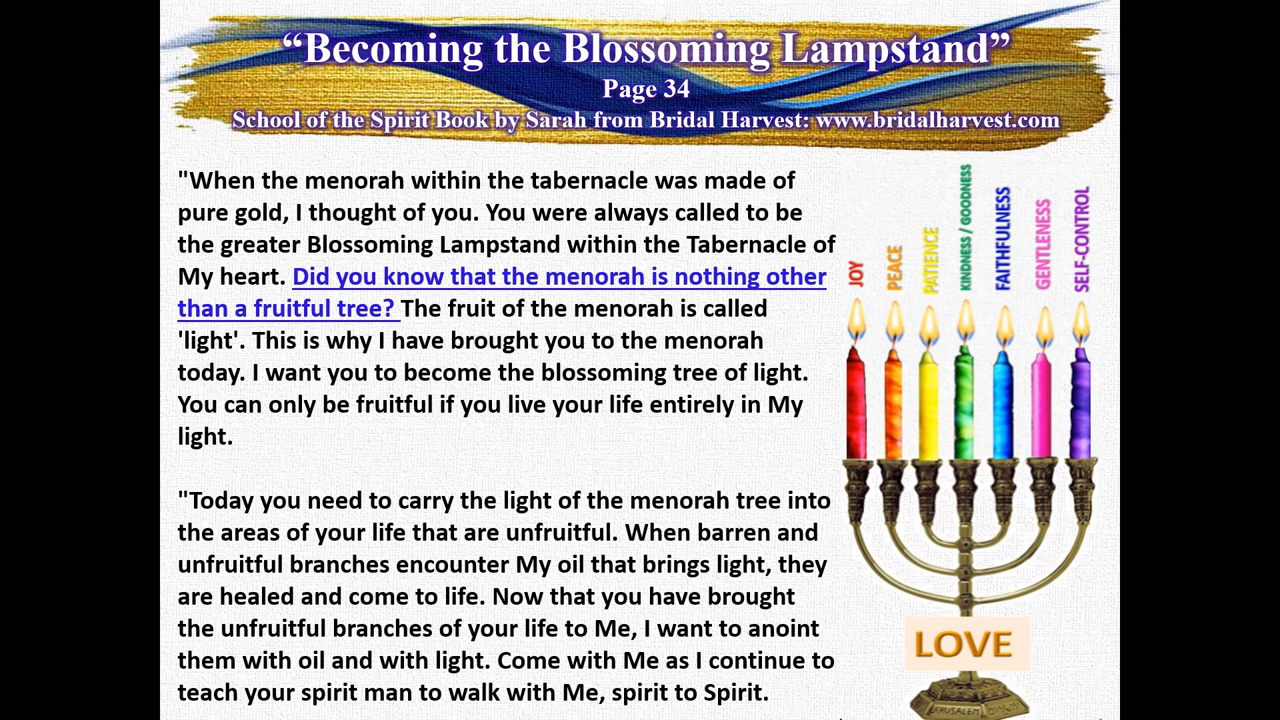 “Becoming the Blossoming Lampstand”
Page 34
School of the Spirit Book by Sarah from Bridal Harvest: www.bridalharvest.com
"When the menorah within the tabernacle was made of
pure gold, I thought of you. You were always called to be
the greater Blossoming Lampstand within the Tabernacle of
My heart. Did you know that the menorah is nothing other
than a fruitful tree? The fruit of the menorah is called
'light'. This is why I have brought you to the menorah
today. I want you to become the blossoming tree of light.
You can only be fruitful if you live your life entirely in My
light.
"Today you need to carry the light of the menorah tree into
the areas of your life that are unfruitful. When barren and
unfruitful branches encounter My oil that brings light, they
are healed and come to life. Now that you have brought
the unfruitful branches of your life to Me, I want to anoint
them with oil and with light. Come with Me as I continue to
teach your spirit man to walk with Me, spirit to Spirit.
JOY
PEACE
PATIENCE
KINDNESS / GOODNESS
FAITHFULNESS
GENTLENESS
SELF-CONTROL
LOVE
JERUSALEM